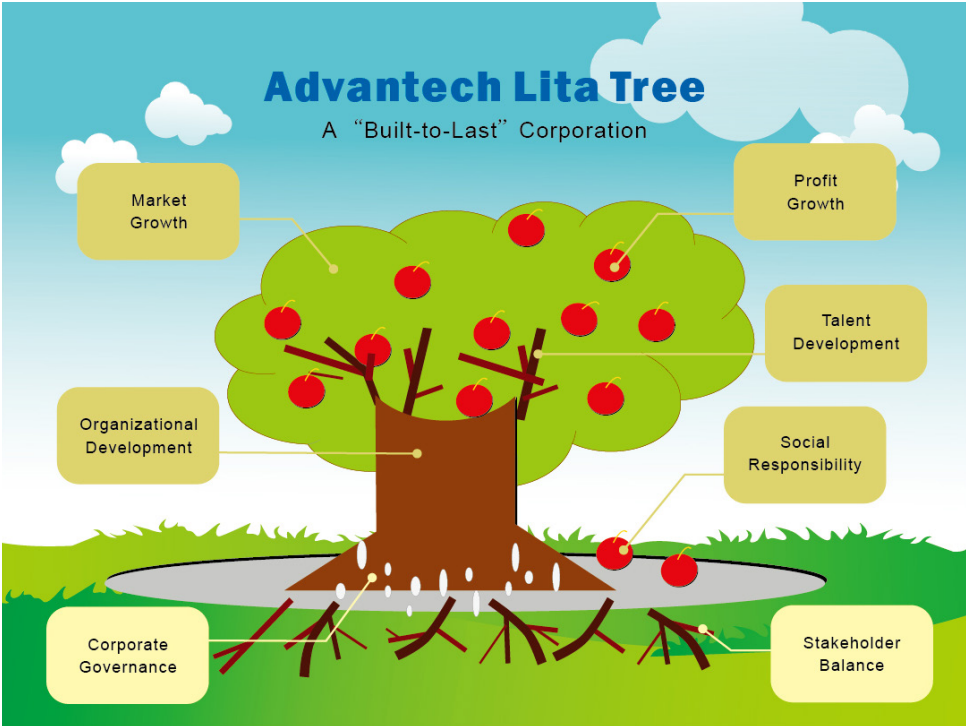 Advantech Lita Tree
A “Built-to-Last” Corporation
Market
Growth
Profit
Growth
Talent
Development
Organizational
Development
Social
Responsibility
Corporate
Governance
Stakeholder
Balance